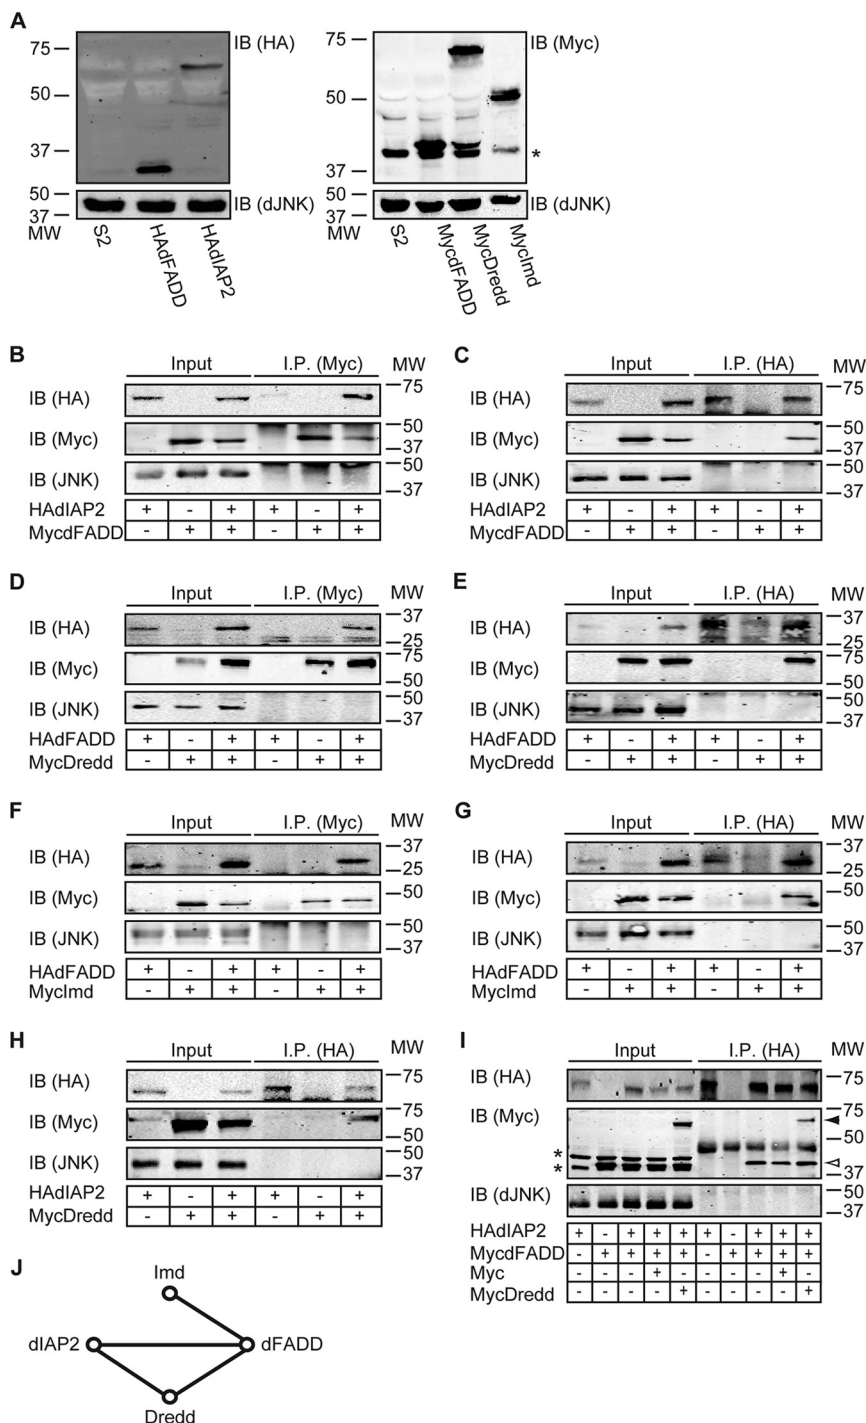 A
75
50
37
50
37
MW
IB (HA)
IB (dJNK)
S2
HAdFADD
HAdIAP2
75
50
37
50
37
MW
IB (Myc)
*
IB (dJNK)
S2
MycdFADD
MycDredd
MycImd
B
Input I.P. (Myc) MW
IB (HA) 75
IB (Myc) 50
37
IB (JNK) 50
37
HAdIAP2 + - + + - +
MycdFADD - + + - + +
C
Input I.P. (HA) MW
IB (HA) 75
IB (Myc) 50
37
IB (JNK) 50
37
HAdIAP2 + - + + - +
MycdFADD - + + - + +
D
Input I.P. (Myc) MW
IB (HA) 37
25
IB (Myc) 75
50
IB (JNK) 50
37
HAdFADD + - + + - +
MycDredd - + + - + +
E
Input I.P. (HA) MW
IB (HA) 37
25
IB (Myc) 75
50
IB (JNK) 50
37
HAdFADD + - + + - +
MycDredd - + + - + +
F
Input I.P. (Myc) MW
IB (HA) 37
25
IB (Myc) 50
IB (JNK) 50
37
HAdFADD + - + + - +
MycImd - + + - + +
G
Input I.P. (HA) MW
IB (HA) 37
25
IB (Myc) 50
IB (JNK) 50
37
HAdFADD + - + + - +
MycImd - + + - + +
H
Input I.P. (HA) MW
IB (HA) 75
IB (Myc) 75
50
IB (JNK) 50
37
HAdIAP2 + - + + - +
MycDredd - + + - + +
I
Input I.P. (HA) MW
IB (HA) 75
IB (Myc) 75
50
*
* 37
IB (dJNK) 50
37
HAdIAP2 + - + + + + - + + +
MycdFADD - + + + + - + + + +
Myc - - - + - - - - + -
MycDredd - - - - + - - - - +
J
Imd
dIAP2 dFADD
Dredd